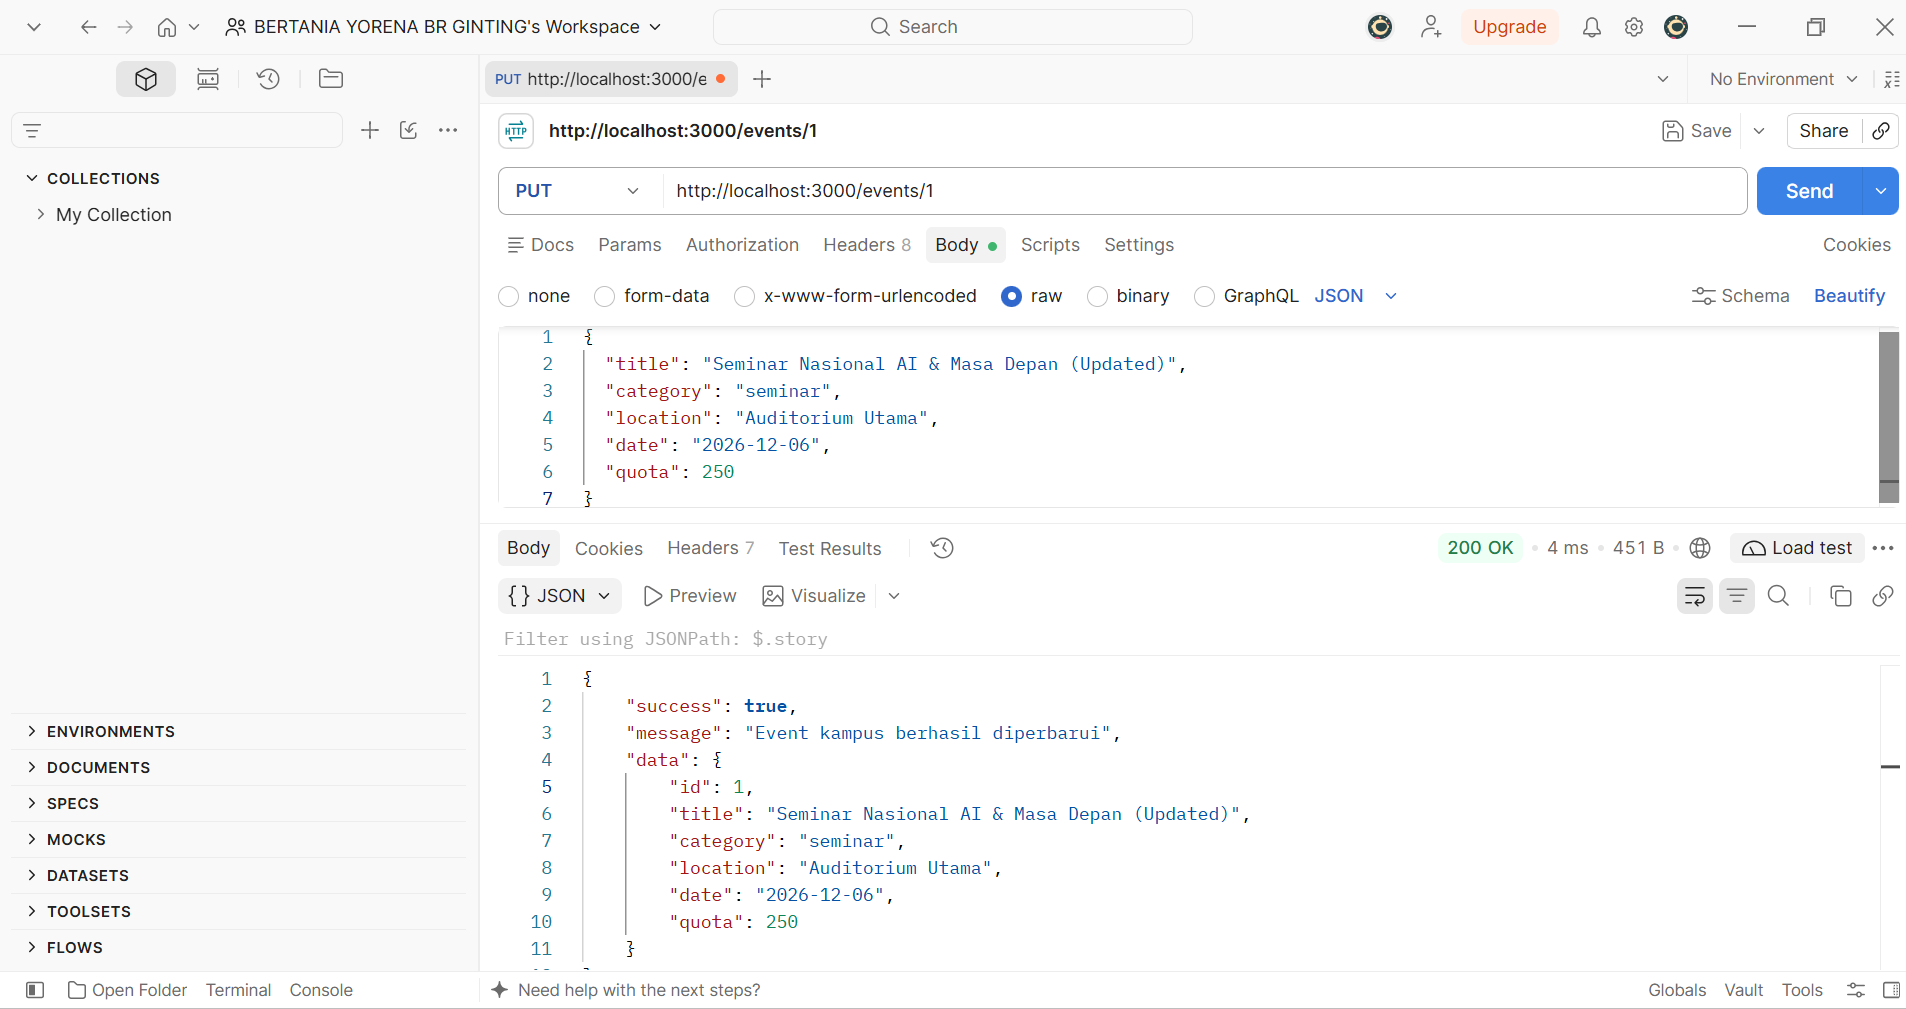 BERTANIA YORENA BR GINTING's Workspace
Search
Upgrade
PUT http://localhost:3000/e
No Environment
HTTP http://localhost:3000/events/1
Save
Share
COLLECTIONS
My Collection
PUT
http://localhost:3000/events/1
Send
Docs Params Authorization Headers 8 Body Scripts Settings
Cookies
none form-data x-www-form-urlencoded raw binary GraphQL JSON
Schema Beautify
1 {
2 "title": "Seminar Nasional AI & Masa Depan (Updated)",
3 "category": "seminar",
4 "location": "Auditorium Utama",
5 "date": "2026-12-06",
6 "quota": 250
7 }
Body Cookies Headers 7 Test Results
200 OK • 4 ms • 451 B •
Load test
{} JSON Preview Visualize
Filter using JSONPath: $.story
1 {
2 "success": true,
3 "message": "Event kampus berhasil diperbarui",
4 "data": {
5 "id": 1,
6 "title": "Seminar Nasional AI & Masa Depan (Updated)",
7 "category": "seminar",
8 "location": "Auditorium Utama",
9 "date": "2026-12-06",
10 "quota": 250
11 }
ENVIRONMENTS
DOCUMENTS
SPECS
MOCKS
DATASETS
TOOLSETS
FLOWS
Open Folder Terminal Console
Need help with the next steps?
Globals Vault Tools